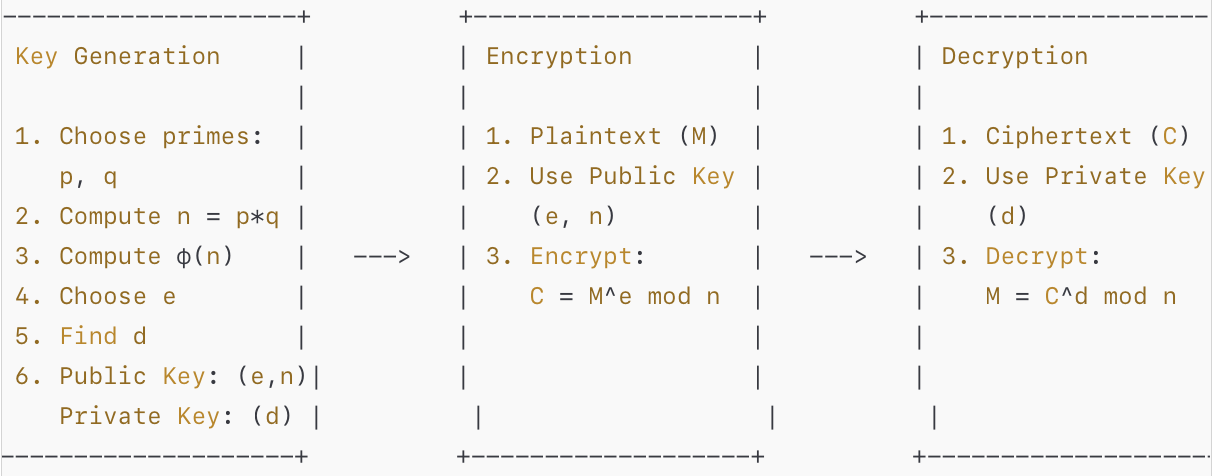 Key Generation
1. Choose primes:
p, q
2. Compute n = p*q
3. Compute φ(n)
4. Choose e
5. Find d
6. Public Key: (e,n)
Private Key: (d)
--->
Encryption
1. Plaintext (M)
2. Use Public Key
(e, n)
3. Encrypt:
C = M^e mod n
--->
Decryption
1. Ciphertext (C)
2. Use Private Key
(d)
3. Decrypt:
M = C^d mod n